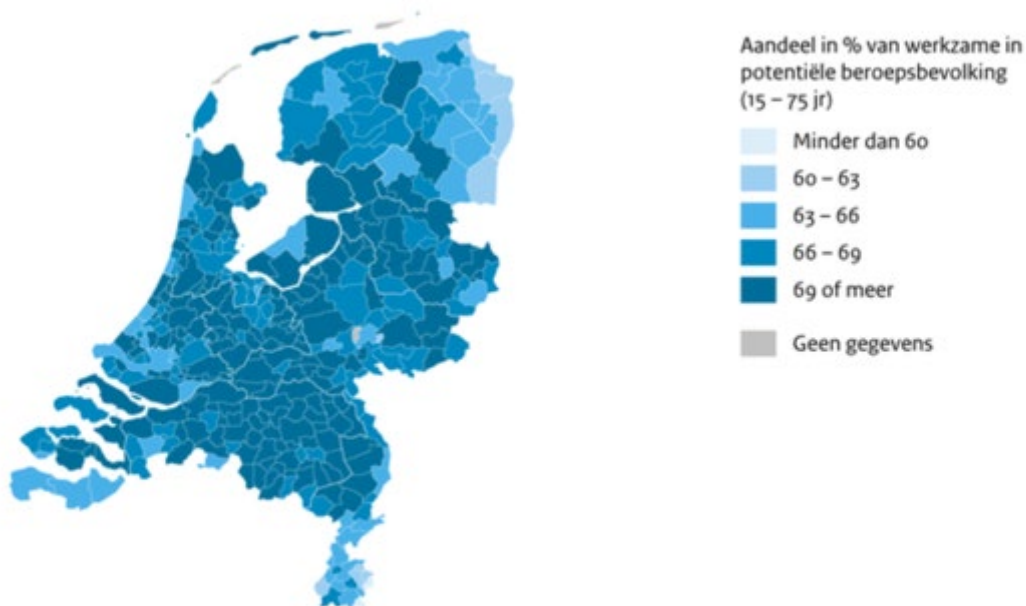 Aandeel in % van werkzame in
potentiële beroepsbevolking
(15 – 75 jr)
Minder dan 60
60 – 63
63 – 66
66 – 69
69 of meer
Geen gegevens